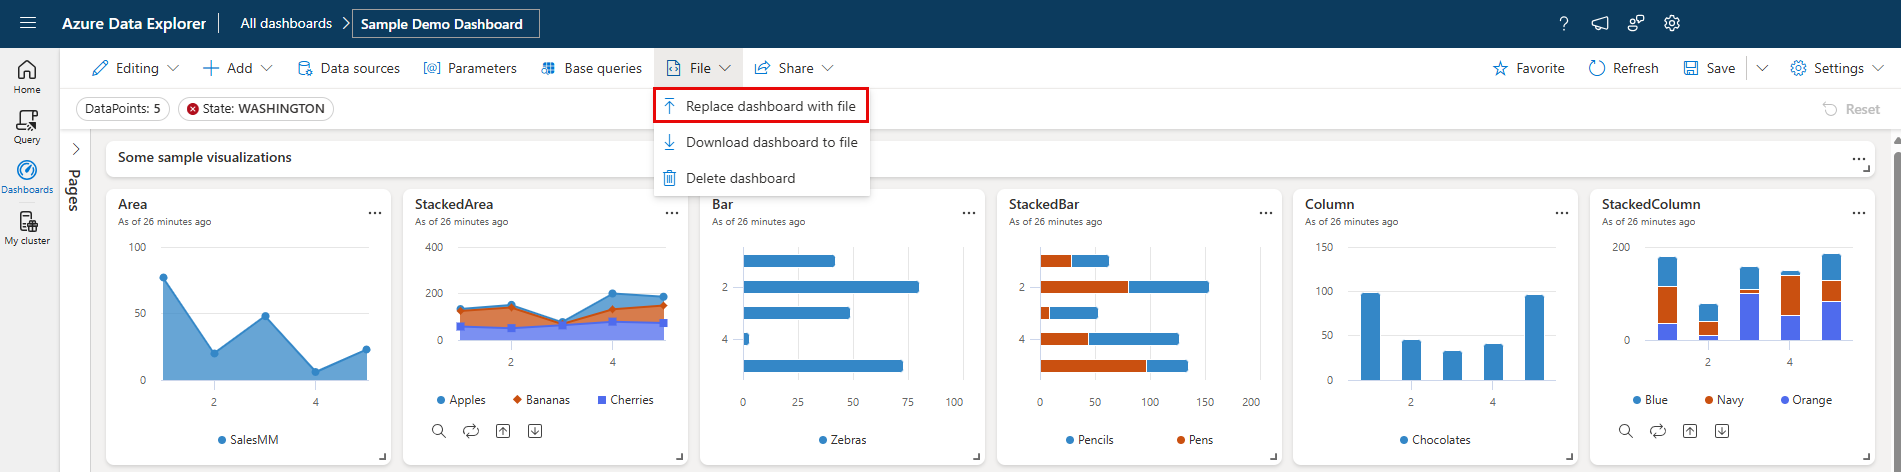 Azure Data Explorer
All dashboards
Sample Demo Dashboard
Home
Query
Dashboards
My cluster
Editing
Add
Data sources
Parameters
Base queries
File
Share
Favorite
Refresh
Save
Settings
DataPoints: 5
State: WASHINGTON
Reset
Replace dashboard with file
Download dashboard to file
Delete dashboard
Pages
Some sample visualizations
Area
As of 26 minutes ago
100
50
0
2 4
SalesMM
StackedArea
As of 26 minutes ago
400
200
0
2 4
Apples Bananas Cherries
Bar
As of 26 minutes ago
2
4
0 25 50 75 100
Zebras
StackedBar
As of 26 minutes ago
2
4
0 50 100 150 200
Pencils Pens
Column
As of 26 minutes ago
150
100
50
0
2 4
Chocolates
StackedColumn
As of 26 minutes ago
200
0
2 4
Blue Navy Orange